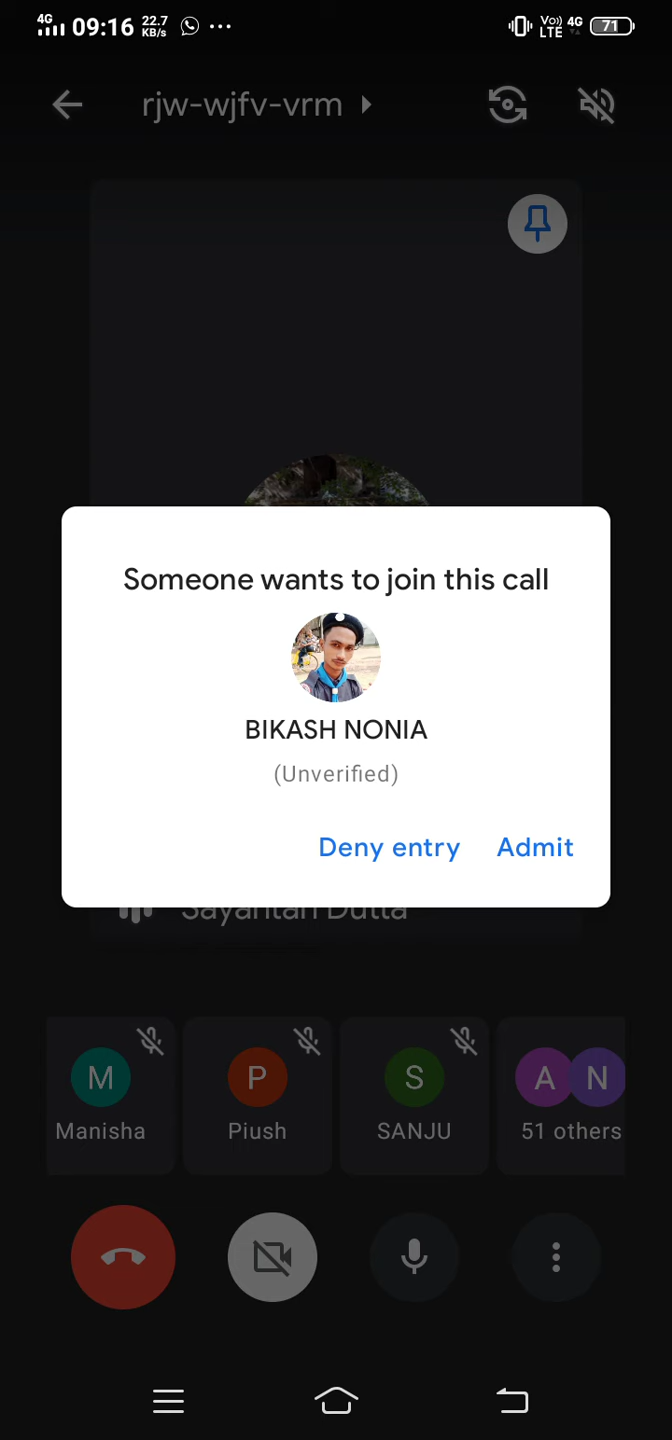 4G 09:16 22.7 KB/s ... Vo)) LTE 4G 71
rjw-wjfv-vrm
Someone wants to join this call
BIKASH NONIA
(Unverified)
Deny entry Admit
Sayantan Dutta
M P S A N
Manisha Piush SANJU 51 others